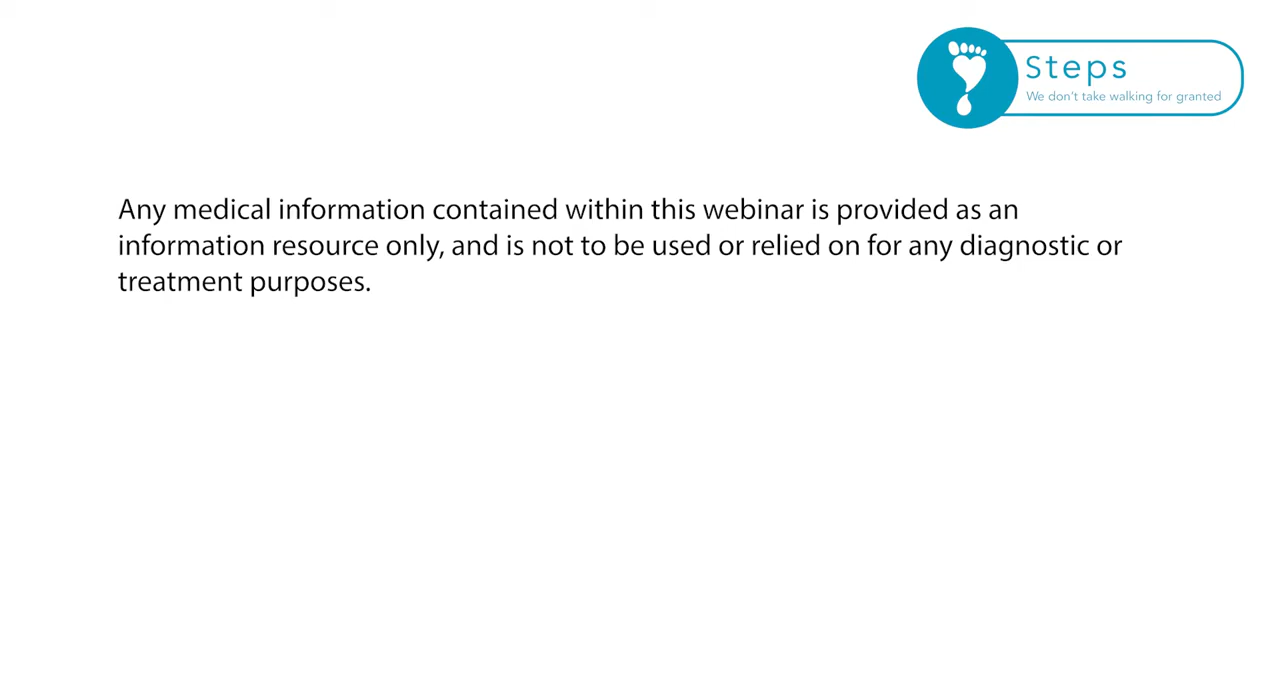 Steps
We don't take walking for granted
Any medical information contained within this webinar is provided as an
information resource only, and is not to be used or relied on for any diagnostic or
treatment purposes.